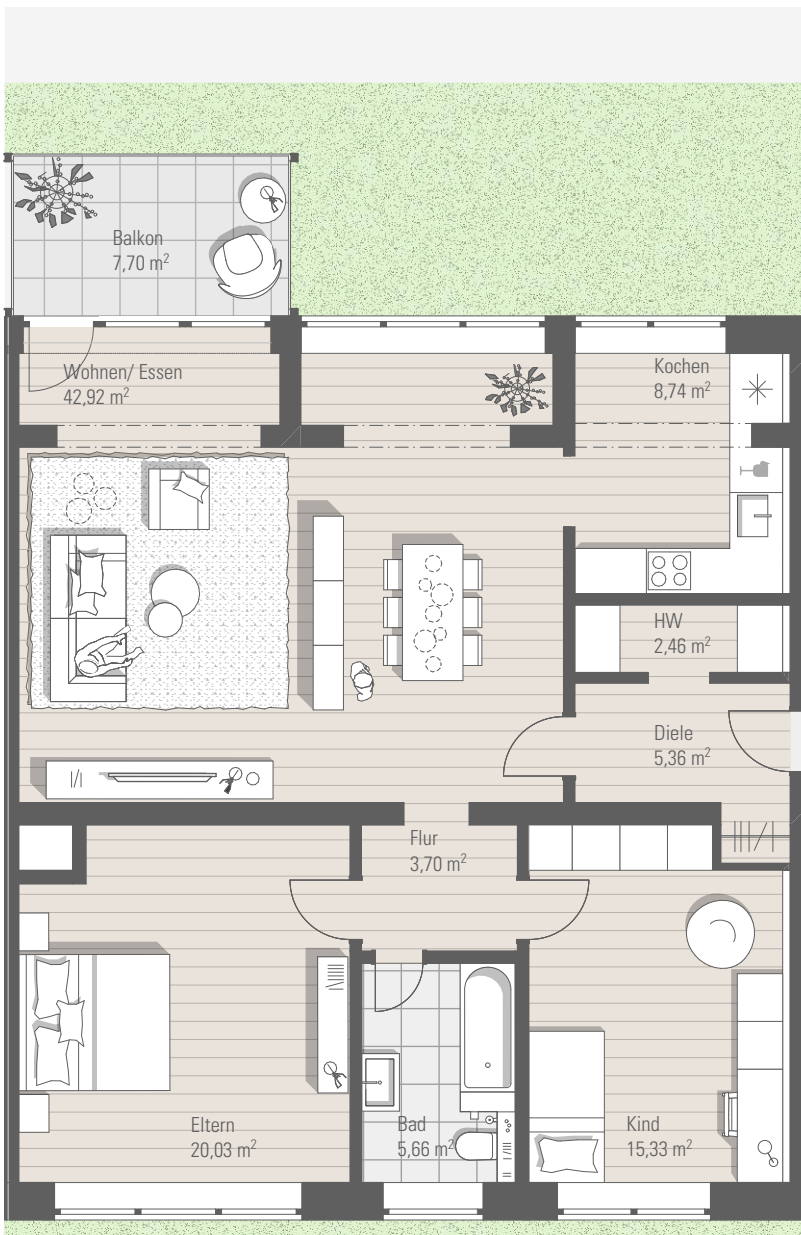 Balkon
7,70 m²
Wohnen/ Essen
42,92 m²
Kochen
8,74 m²
HW
2,46 m²
Diele
5,36 m²
Flur
3,70 m²
Eltern
20,03 m²
Bad
5,66 m²
Kind
15,33 m²